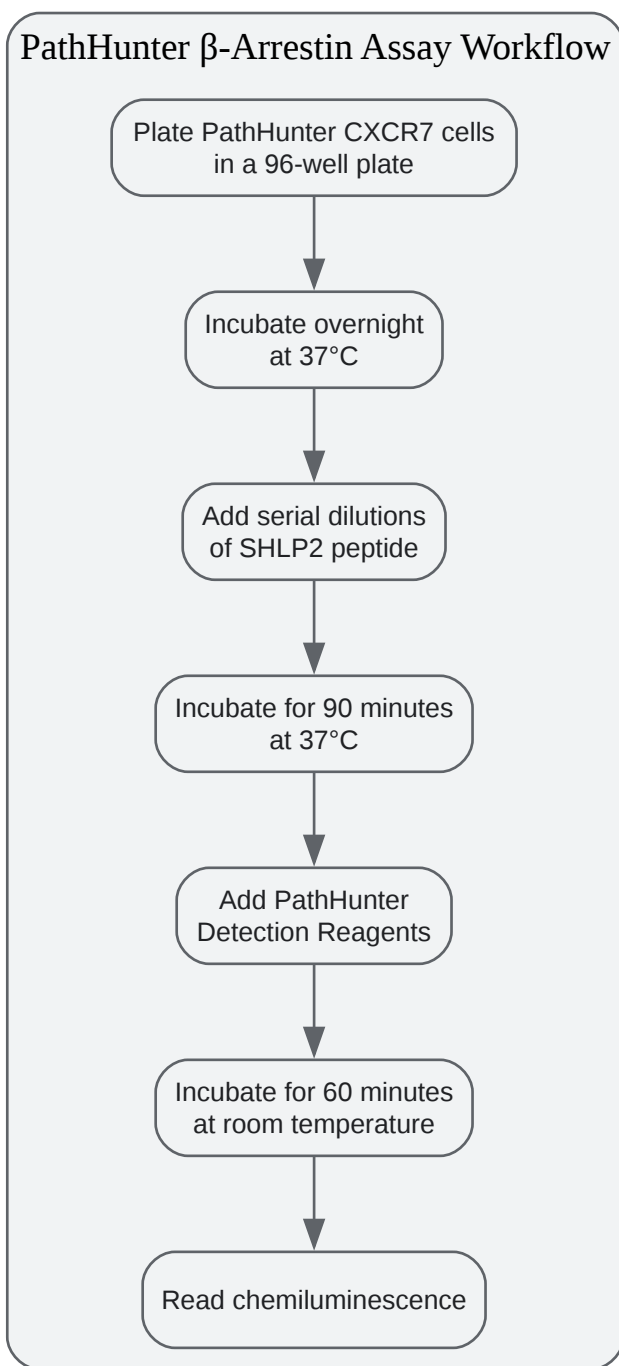 PathHunter β-Arrestin Assay Workflow
Plate PathHunter CXCR7 cells
in a 96-well plate
Incubate overnight
at 37°C
Add serial dilutions
of SHLP2 peptide
Incubate for 90 minutes
at 37°C
Add PathHunter
Detection Reagents
Incubate for 60 minutes
at room temperature
Read chemiluminescence